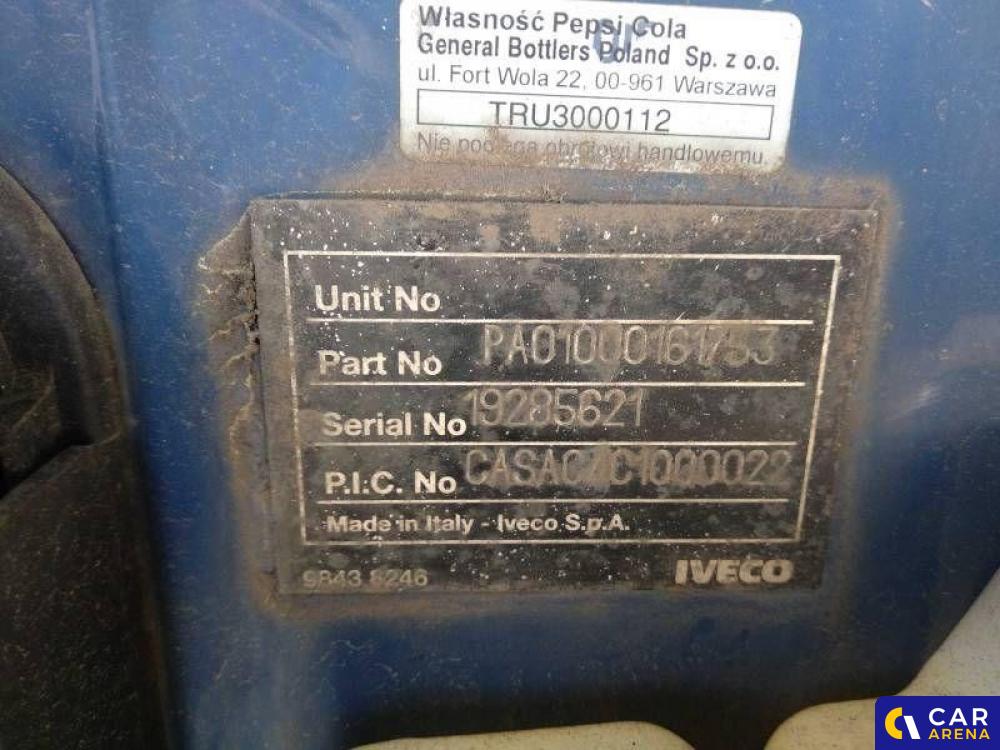 Własność Pepsi Cola
General Bottlers Poland Sp. z o.o.
ul. Fort Wola 22, 00-961 Warszawa
TRU3000112
Nie podlega obrotowi handlowemu.
Unit No
Part No PA01000161753
Serial No 19285621
P.I.C. No
Made in Italy - Iveco S.p.A.
9843 8246
IVECO
CAR
ARENA